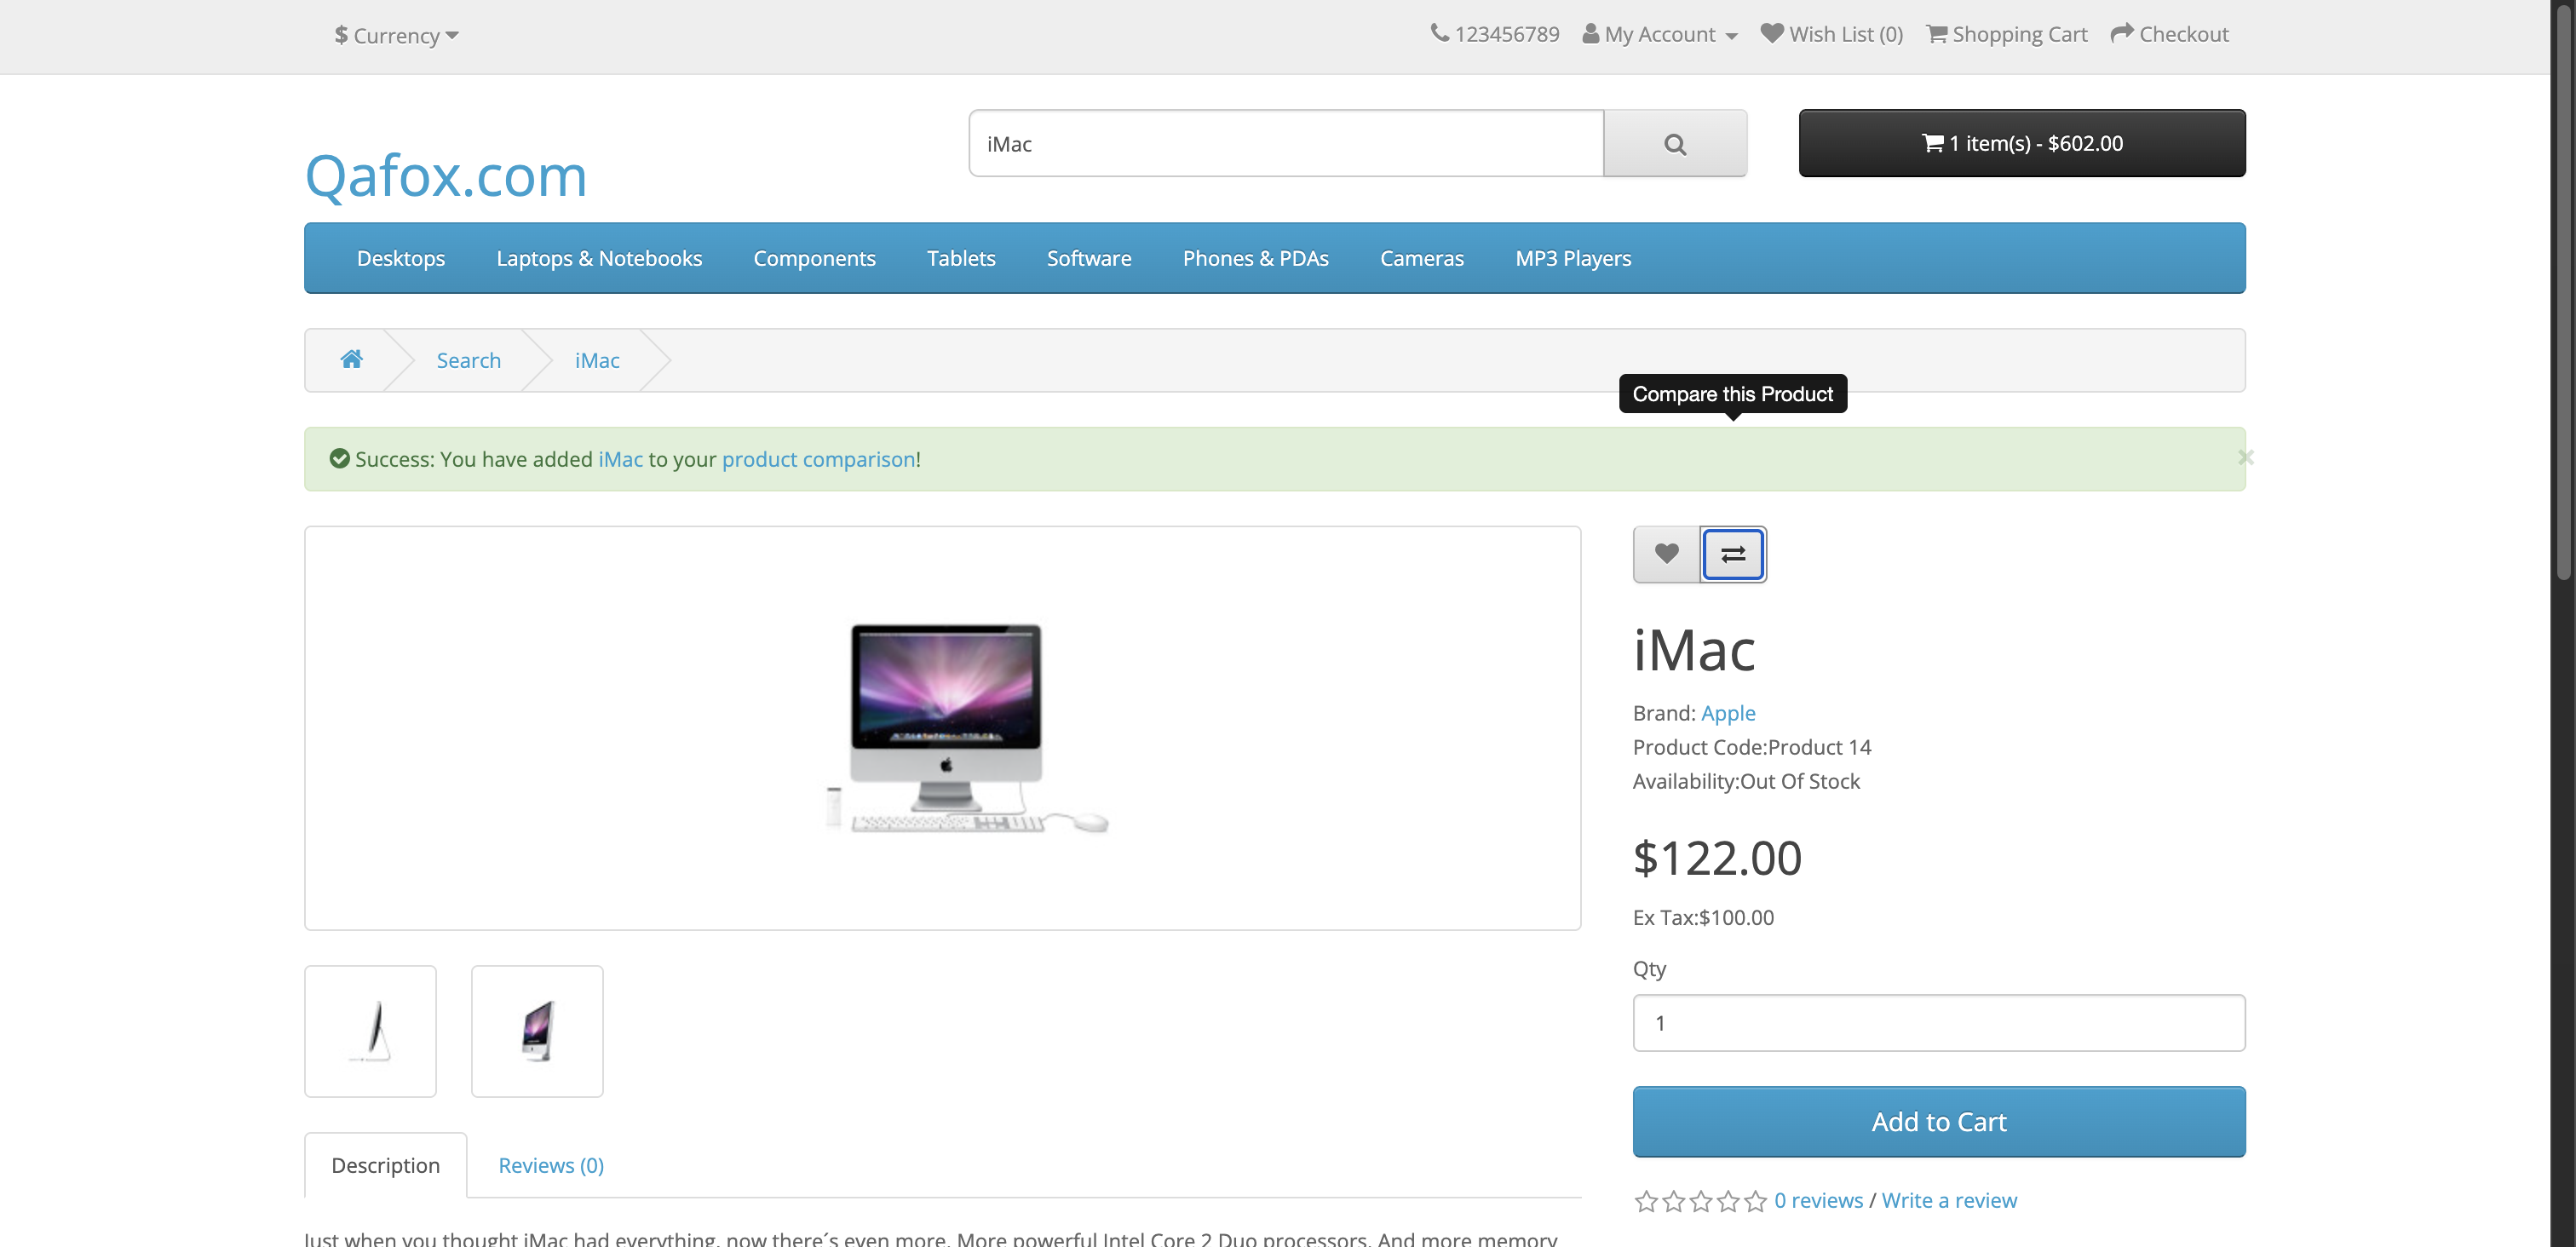 $ Currency
123456789 My Account Wish List (0) Shopping Cart Checkout
Qafox.com
iMac
1 item(s) - $602.00
Desktops Laptops & Notebooks Components Tablets Software Phones & PDAs Cameras MP3 Players
Search iMac
Compare this Product
Success: You have added iMac to your product comparison!
×
iMac
Brand: Apple
Product Code:Product 14
Availability:Out Of Stock
$122.00
Ex Tax:$100.00
Qty
1
Add to Cart
0 reviews / Write a review
Description Reviews (0)
Just when you thought iMac had everything, now there´s even more. More powerful Intel Core 2 Duo processors. And more memory